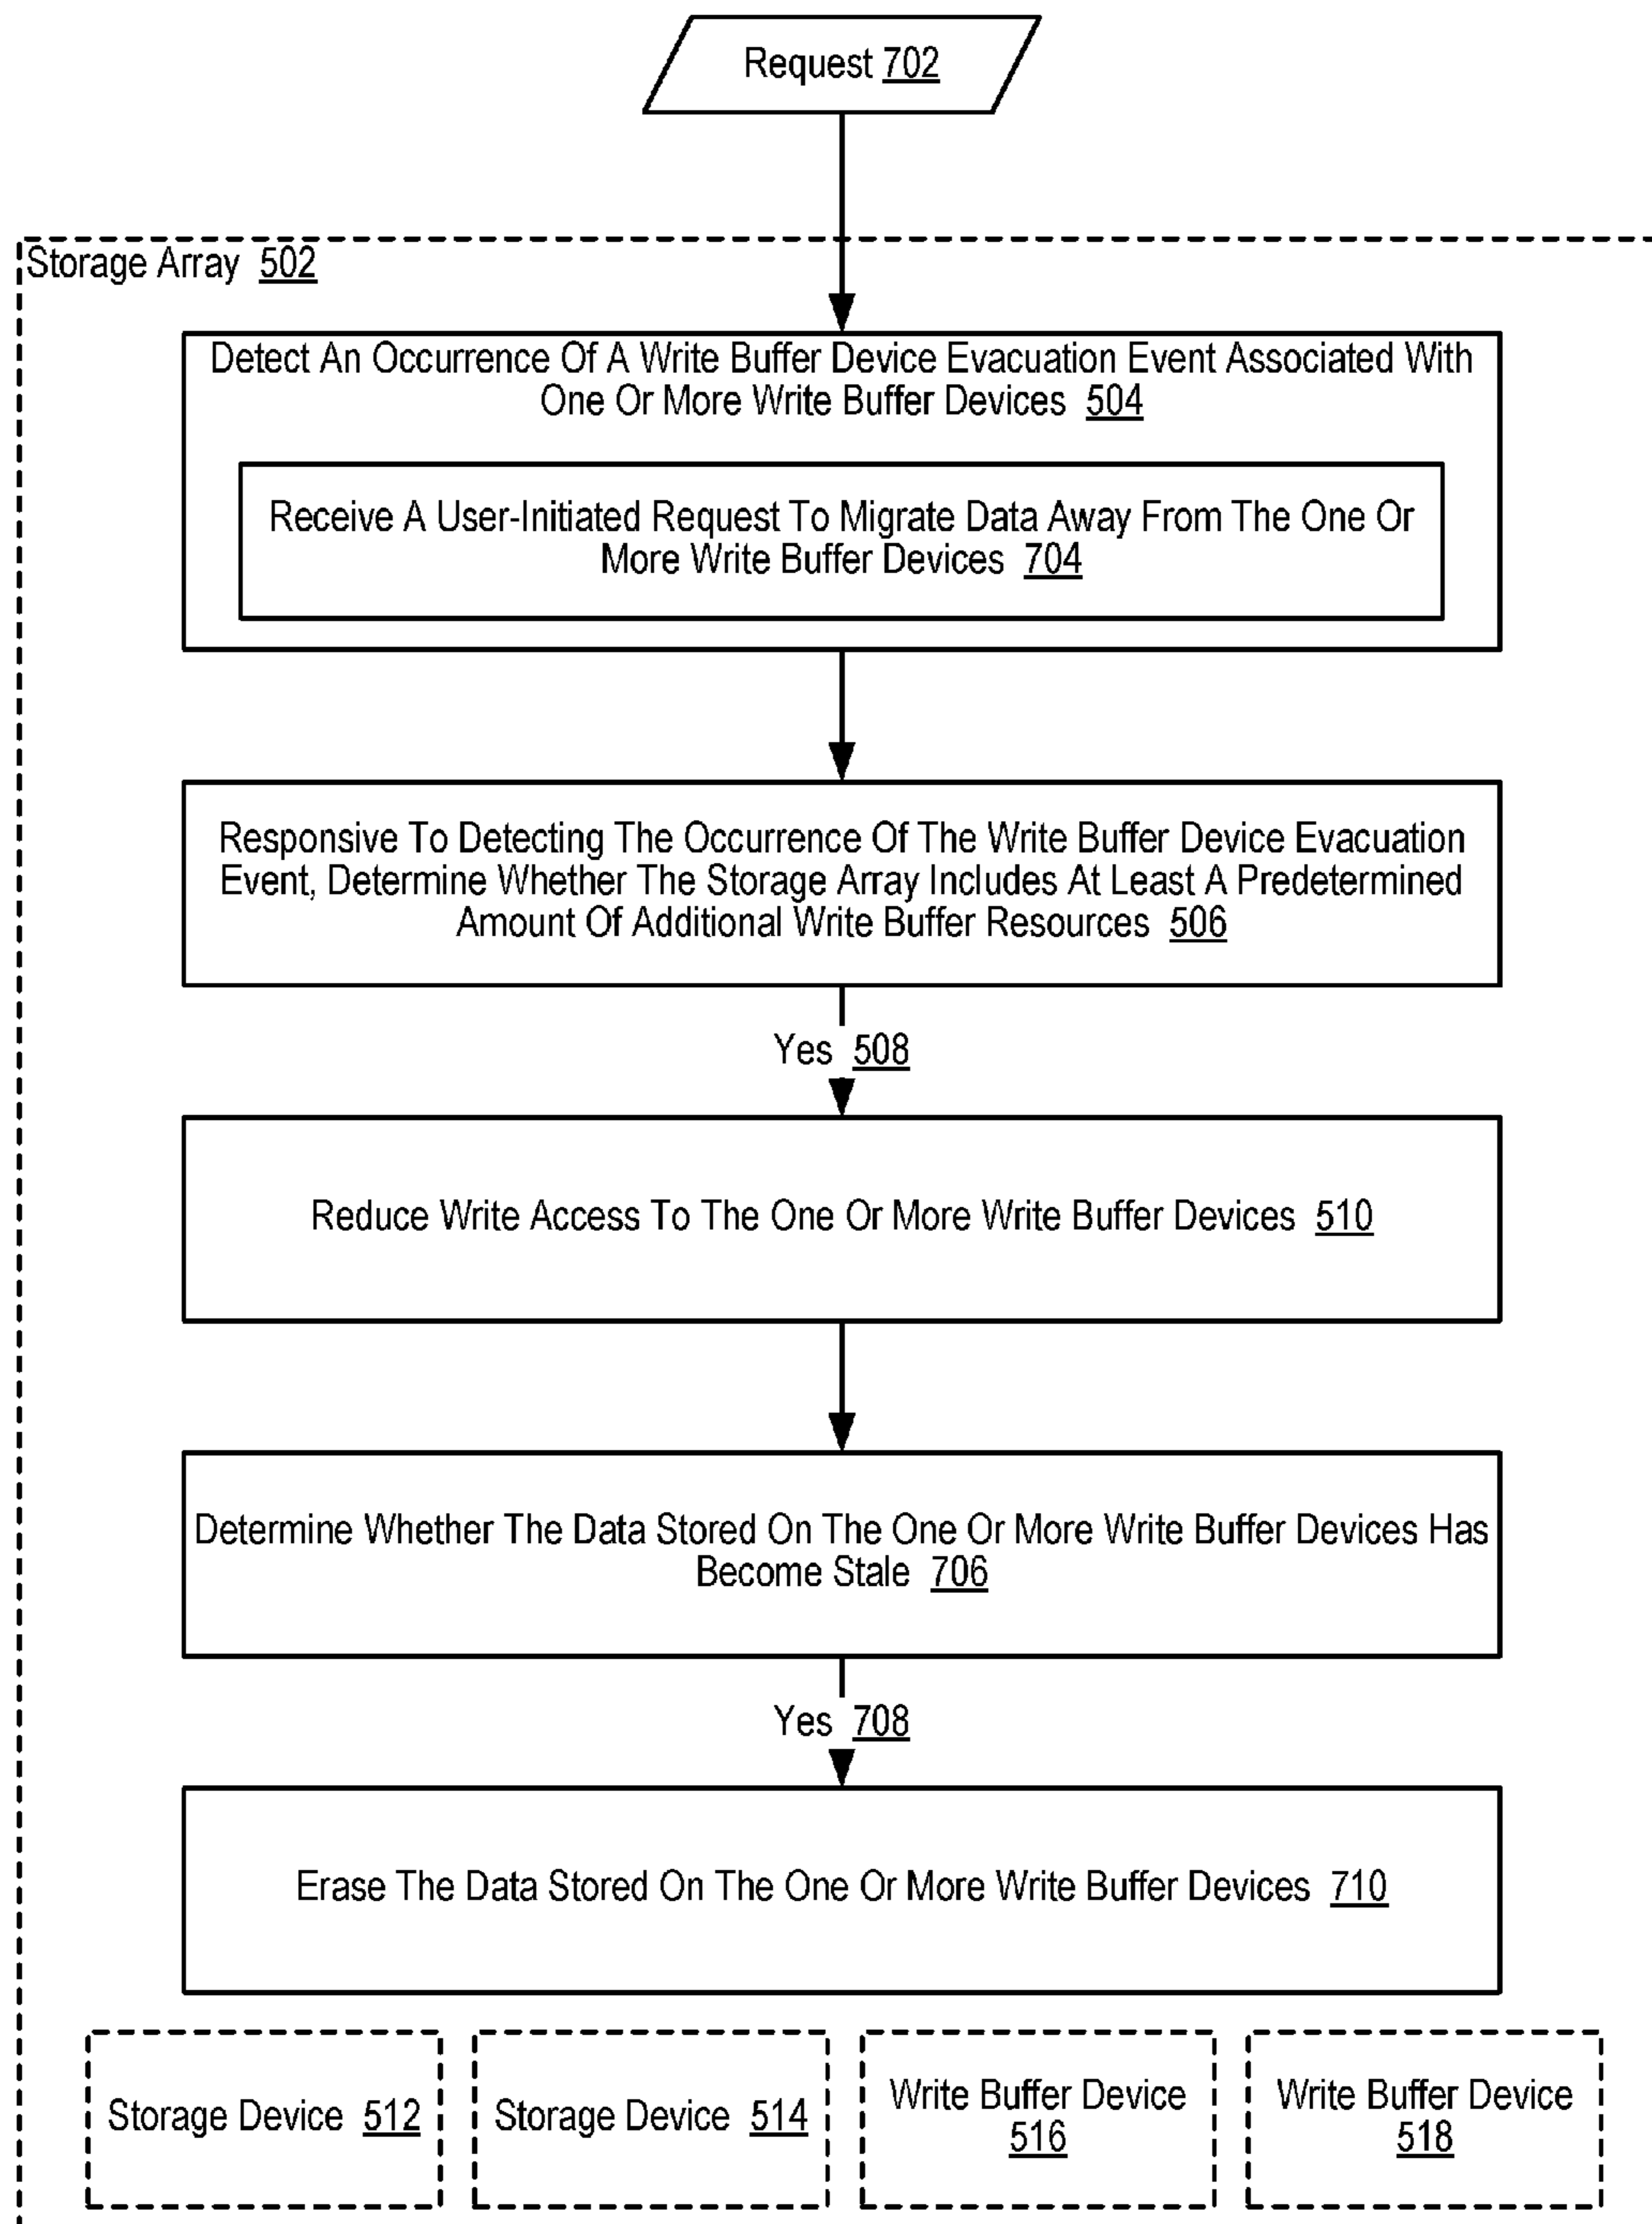 Request 702
Storage Array 502
Detect An Occurrence Of A Write Buffer Device Evacuation Event Associated With
One Or More Write Buffer Devices 504
Receive A User-Initiated Request To Migrate Data Away From The One Or
More Write Buffer Devices 704
Responsive To Detecting The Occurrence Of The Write Buffer Device Evacuation
Event, Determine Whether The Storage Array Includes At Least A Predetermined
Amount Of Additional Write Buffer Resources 506
Yes 508
Reduce Write Access To The One Or More Write Buffer Devices 510
Determine Whether The Data Stored On The One Or More Write Buffer Devices Has
Become Stale 706
Yes 708
Erase The Data Stored On The One Or More Write Buffer Devices 710
Storage Device 512
Storage Device 514
Write Buffer Device
516
Write Buffer Device
518